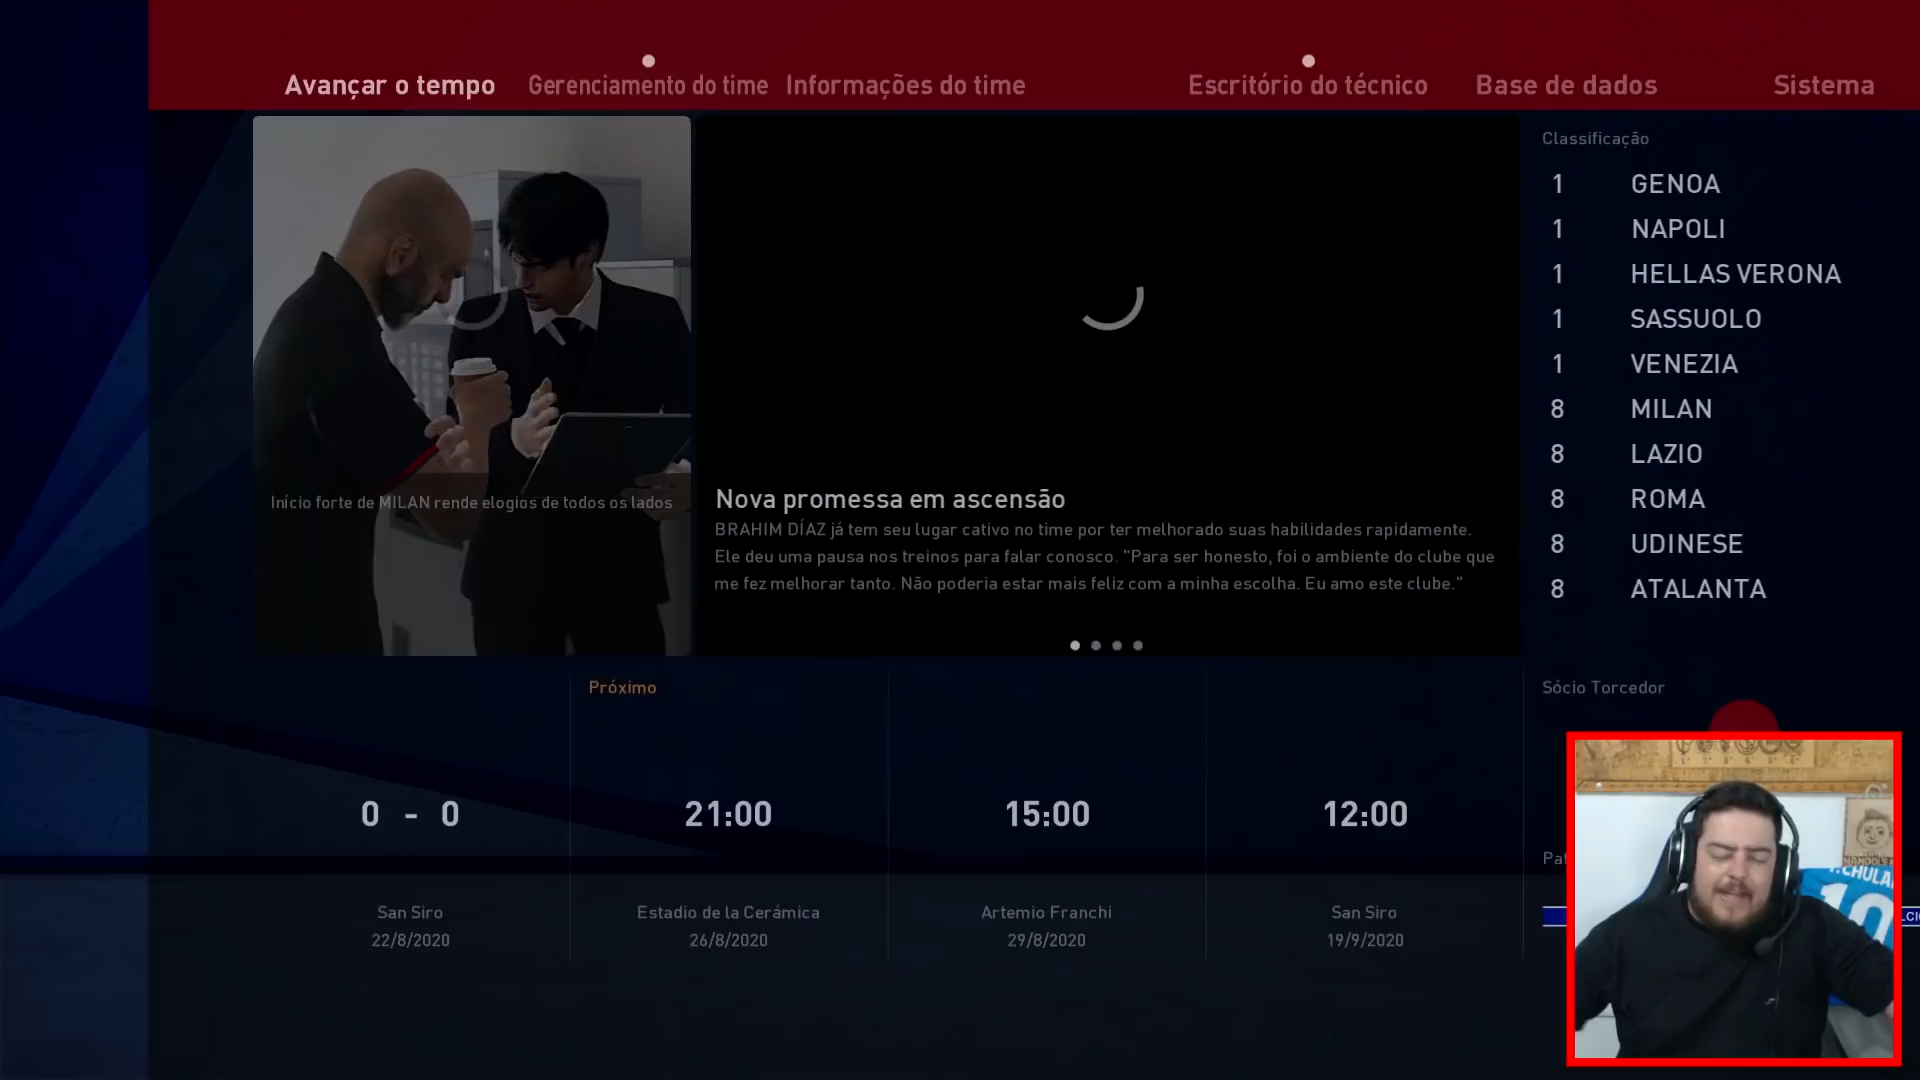 Avançar o tempo
Gerenciamento do time
Informações do time
Escritório do técnico
Base de dados
Sistema
Início forte de MILAN rende elogios de todos os lados
Nova promessa em ascensão
BRAHIM DÍAZ já tem seu lugar cativo no time por ter melhorado suas habilidades rapidamente.
Ele deu uma pausa nos treinos para falar conosco. "Para ser honesto, foi o ambiente do clube que
me fez melhorar tanto. Não poderia estar mais feliz com a minha escolha. Eu amo este clube."
Classificação
1 GENOA
1 NAPOLI
1 HELLAS VERONA
1 SASSUOLO
1 VENEZIA
8 MILAN
8 LAZIO
8 ROMA
8 UDINESE
8 ATALANTA
0 - 0
San Siro
22/8/2020
Próximo
21:00
Estadio de la Cerámica
26/8/2020
15:00
Artemio Franchi
29/8/2020
12:00
San Siro
19/9/2020
Sócio Torcedor
10